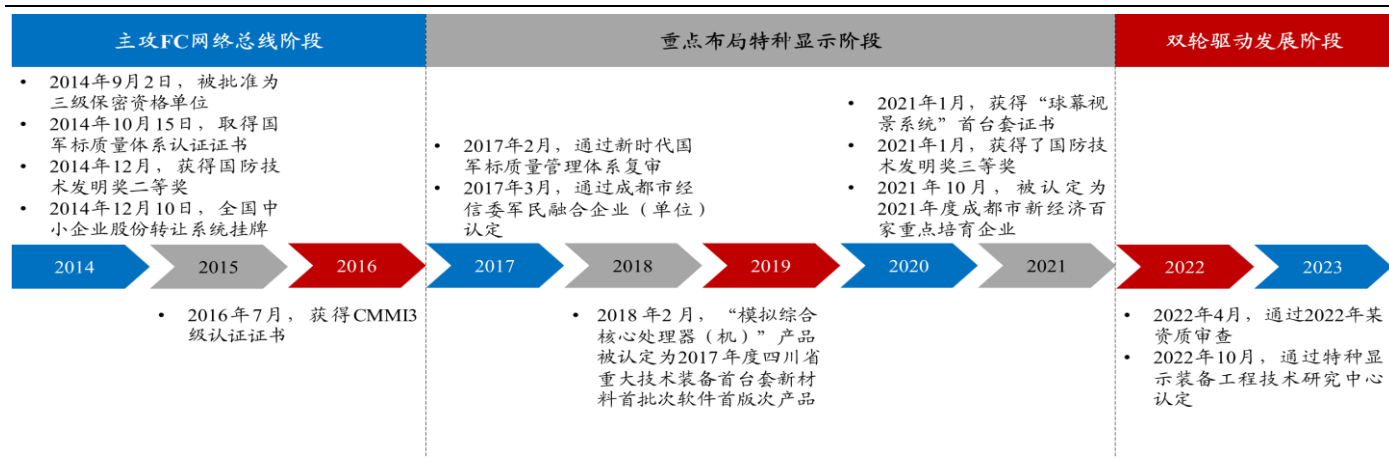 主攻FC网络总线阶段
重点布局特种显示阶段
双轮驱动发展阶段
• 2014年9月2日，被批准为
三级保密资格单位
• 2014年10月15日，取得国
军标质量体系认证证书
• 2014年12月，获得国防技
术发明奖二等奖
• 2014年12月10日，全国中
小企业股份转让系统挂牌
• 2017年2月，通过新时代国
军标质量管理体系复审
• 2017年3月，通过成都市经
信委军民融合企业（单位）
认定
• 2021年1月，获得“球幕视
景系统”首台套证书
• 2021年1月，获得了国防技
术发明奖三等奖
• 2021年10月，被认定为
2021年度成都市新经济百
家重点培育企业
2014
2015
2016
2017
2018
2019
2020
2021
2022
2023
• 2016年7月，获得CMMI3
级认证证书
• 2018年2月，“模拟综合
核心处理器（机）”产品
被认定为2017年度四川省
重大技术装备首台套新材
料首批次软件首版次产品
• 2022年4月，通过2022年某
资质审查
• 2022年10月，通过特种显
示装备工程技术研究中心
认定